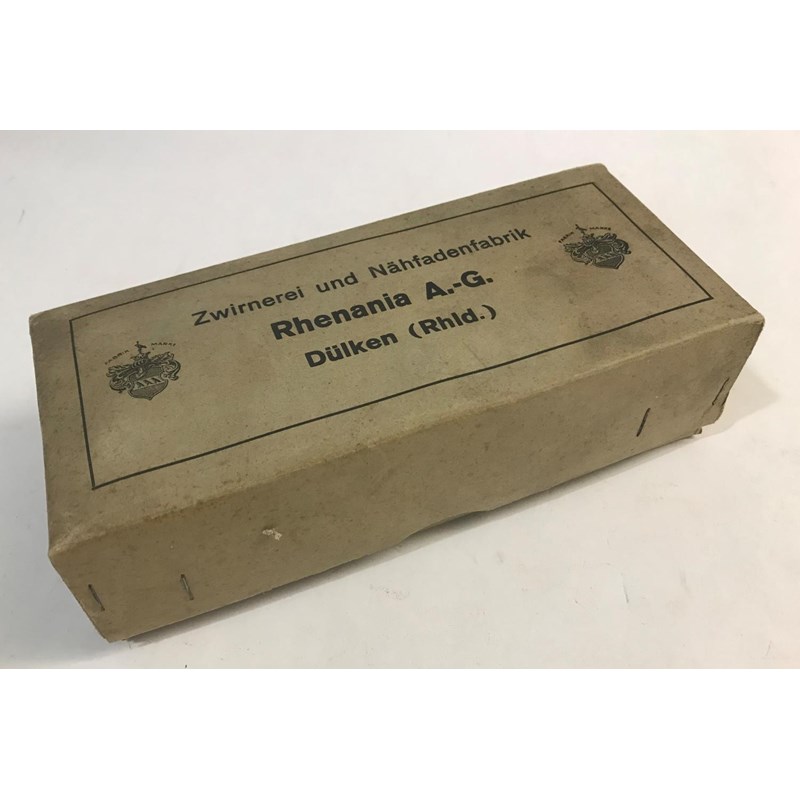 Zwirnerei und Nähfadenfabrik
Rhenania A.-G.
Dülken (Rhld.)